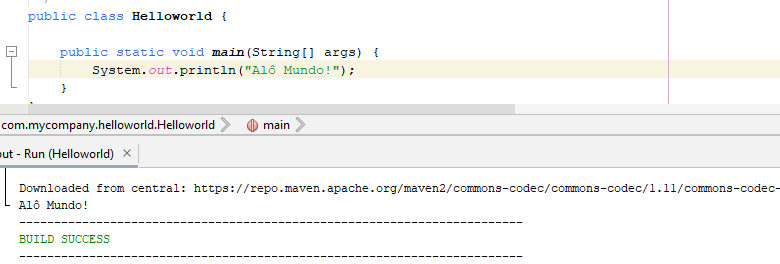 public class Helloworld {
public static void main(String[] args) {
System.out.println("Alô Mundo!");
}
com.mycompany.helloworld.Helloworld main
out - Run (Helloworld) ×
Downloaded from central: https://repo.maven.apache.org/maven2/commons-codec/commons-codec/1.11/commons-codec-
Alô Mundo!
------------------------------------------------------------------------
BUILD SUCCESS
------------------------------------------------------------------------